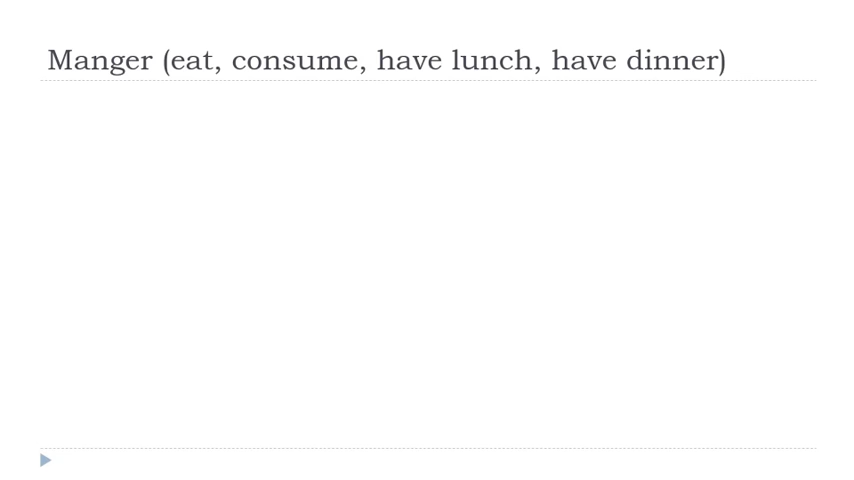 Manger (eat, consume, have lunch, have dinner)